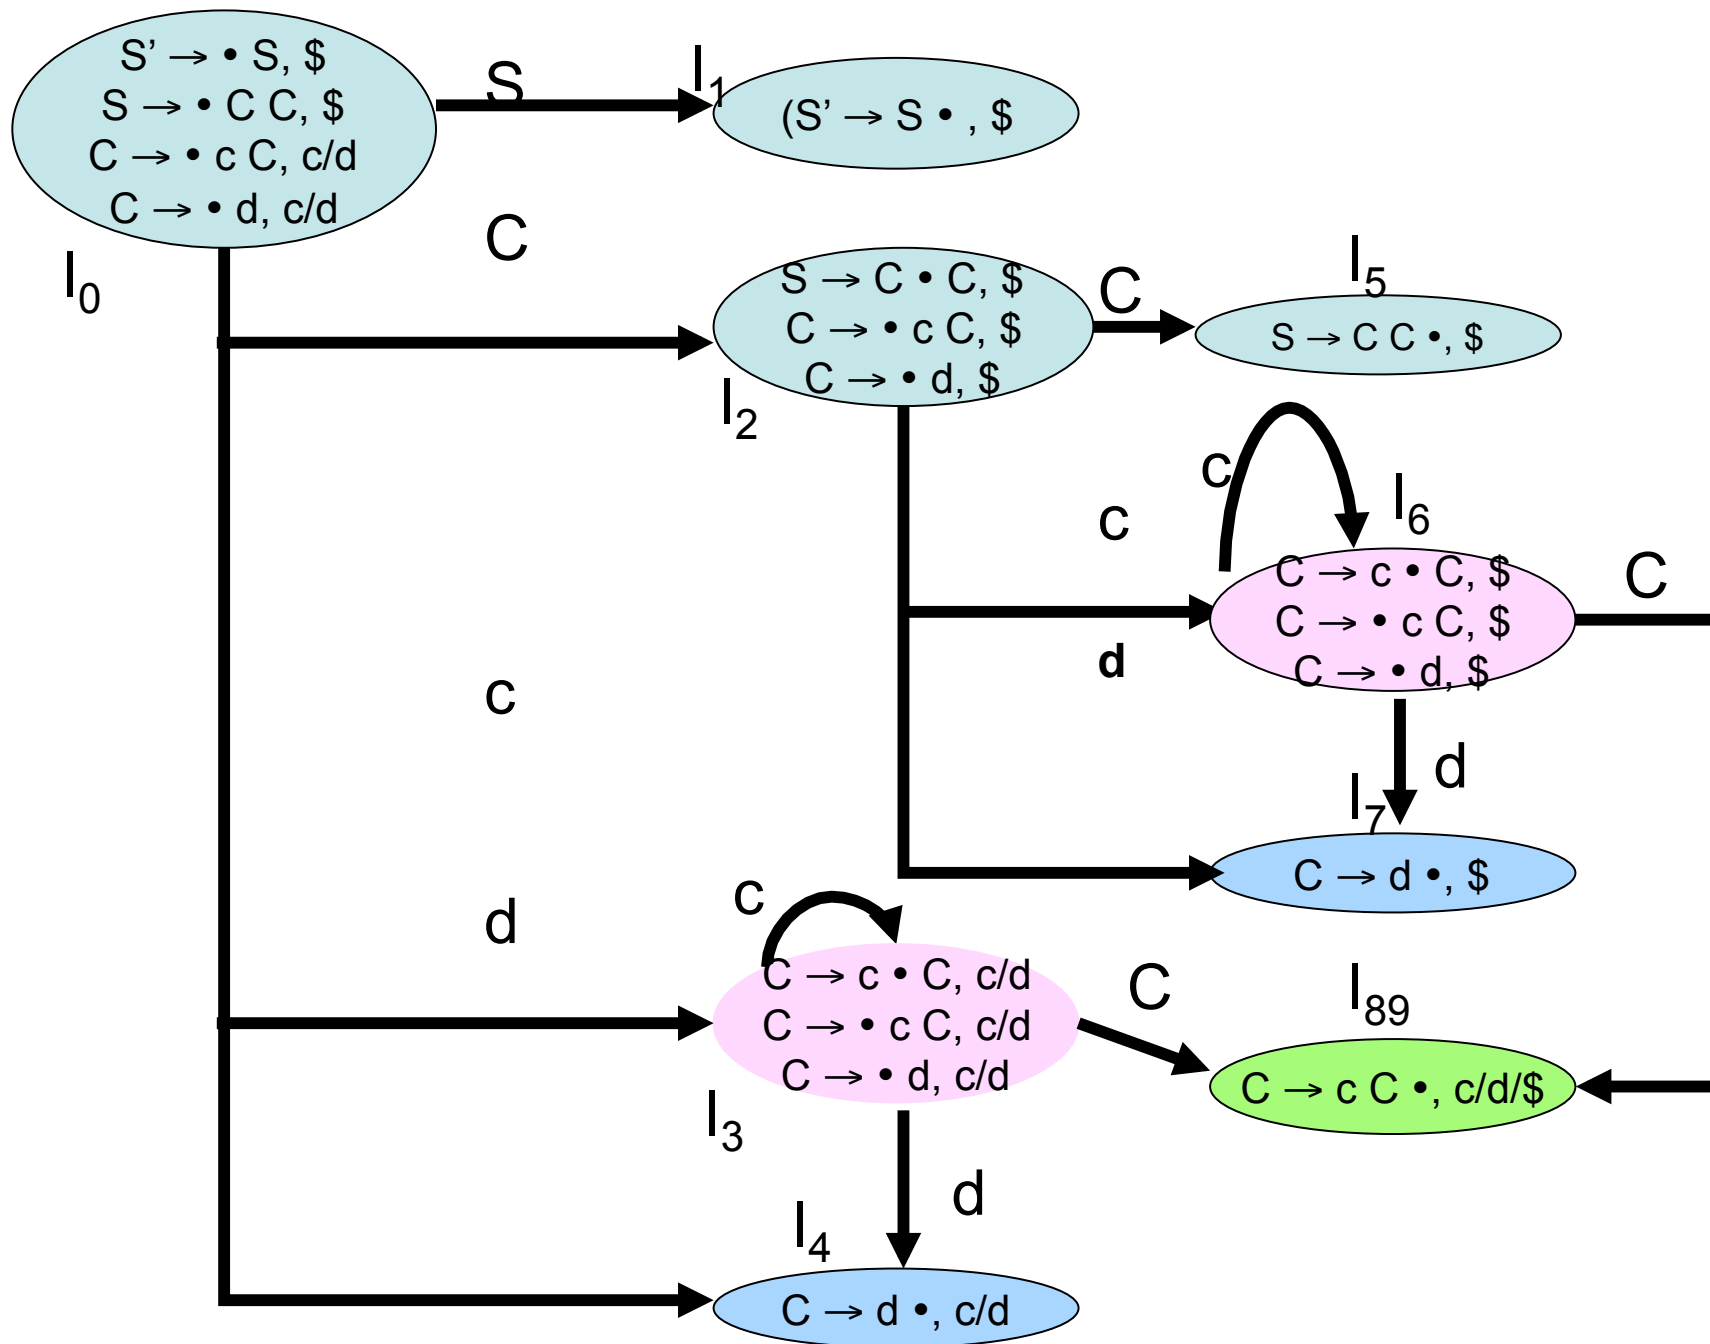 S’ → • S, $
S → • C C, $
C → • c C, c/d
C → • d, c/d
I0
S
I1
(S’ → S • , $
C
S → C • C, $
C → • c C, $
C → • d, $
I2
C
I5
S → C C •, $
c
c
I6
C → c • C, $
C → • c C, $
C → • d, $
C
d
d
I7
C → d •, $
c
d
c
C → c • C, c/d
C → • c C, c/d
C → • d, c/d
I3
C
I89
C → c C •, c/d/$
d
I4
C → d •, c/d